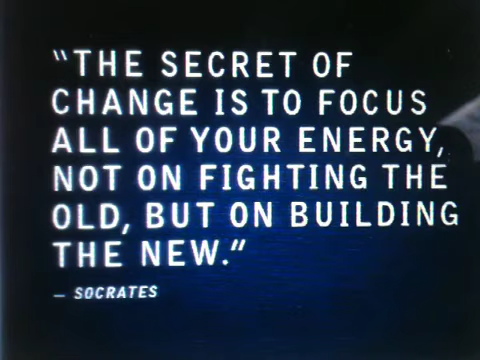 “THE SECRET OF
CHANGE IS TO FOCUS
ALL OF YOUR ENERGY,
NOT ON FIGHTING THE
OLD, BUT ON BUILDING
THE NEW.”
— SOCRATES